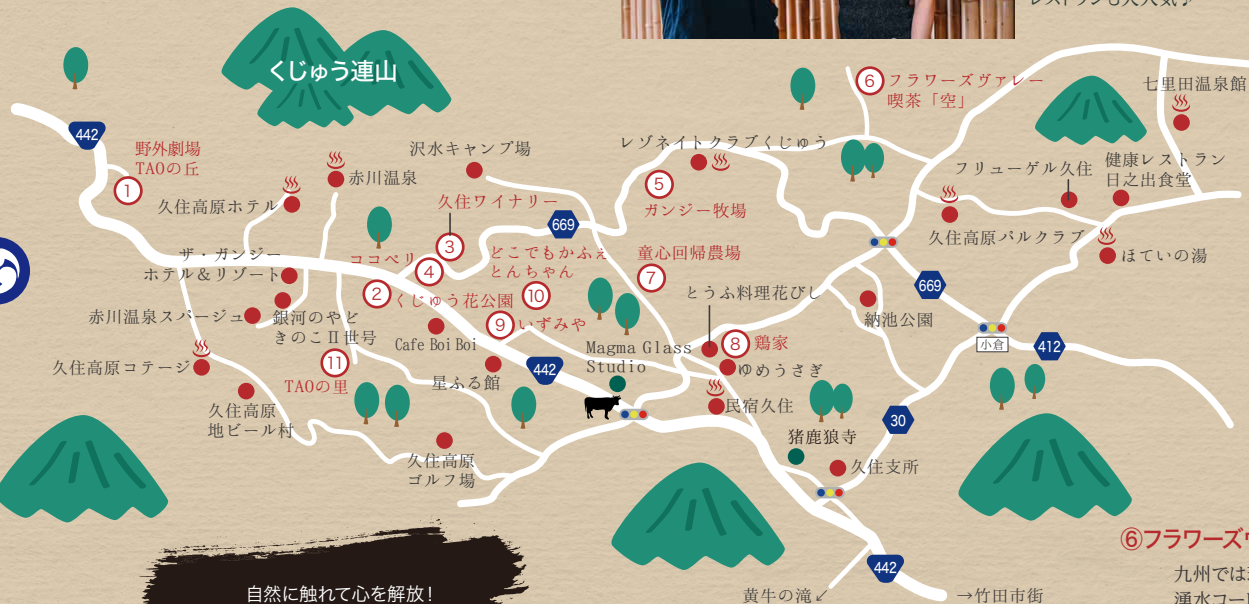 くじゅう連山
442
野外劇場
TAOの丘
①
赤川温泉
久住高原ホテル
沢水キャンプ場
久住ワイナリー
③
669
レゾネイトクラブくじゅう
⑤
ガンジー牧場
⑥フラワーズヴァレー
喫茶「空」
七里田温泉館
フリューゲル久住
健康レストラン
日之出食堂
久住高原パルクラブ
ほていの湯
ザ・ガンジー
ホテル＆リゾート
ココペリ
④
どこでもかふぇ
とんちゃん
⑩
童心回帰農場
⑦
②くじゅう花公園
とうふ料理花びし
669
納池公園
赤川温泉スパージュ
銀河のやど
きのこⅡ世号
Cafe Boi Boi
⑨いずみや
Magma Glass
Studio
⑧鶏家
ゆめうさぎ
小倉
412
久住高原コテージ
⑪
TAOの里
星ふる館
442
民宿久住
30
久住高原
地ビール村
猪鹿狼寺
久住支所
久住高原
ゴルフ場
442
黄牛の滝↙
→竹田市街
自然に触れて心を解放！
⑥フラワーズ
九州では
湧水コー